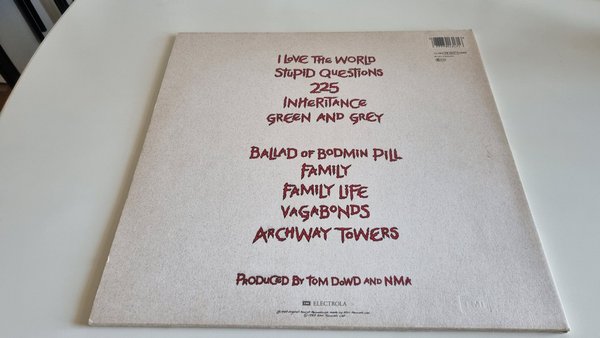 I LOVE THE WORLD
STUPID QUESTIONS
225
INHERITANCE
GREEN AND GREY
BALLAD OF BODMIN PILL
FAMILY
FAMILY LIFE
VAGABONDS
ARCHWAY TOWERS
PRODUCED BY TOM DOWD AND NMA
EMI ELECTROLA